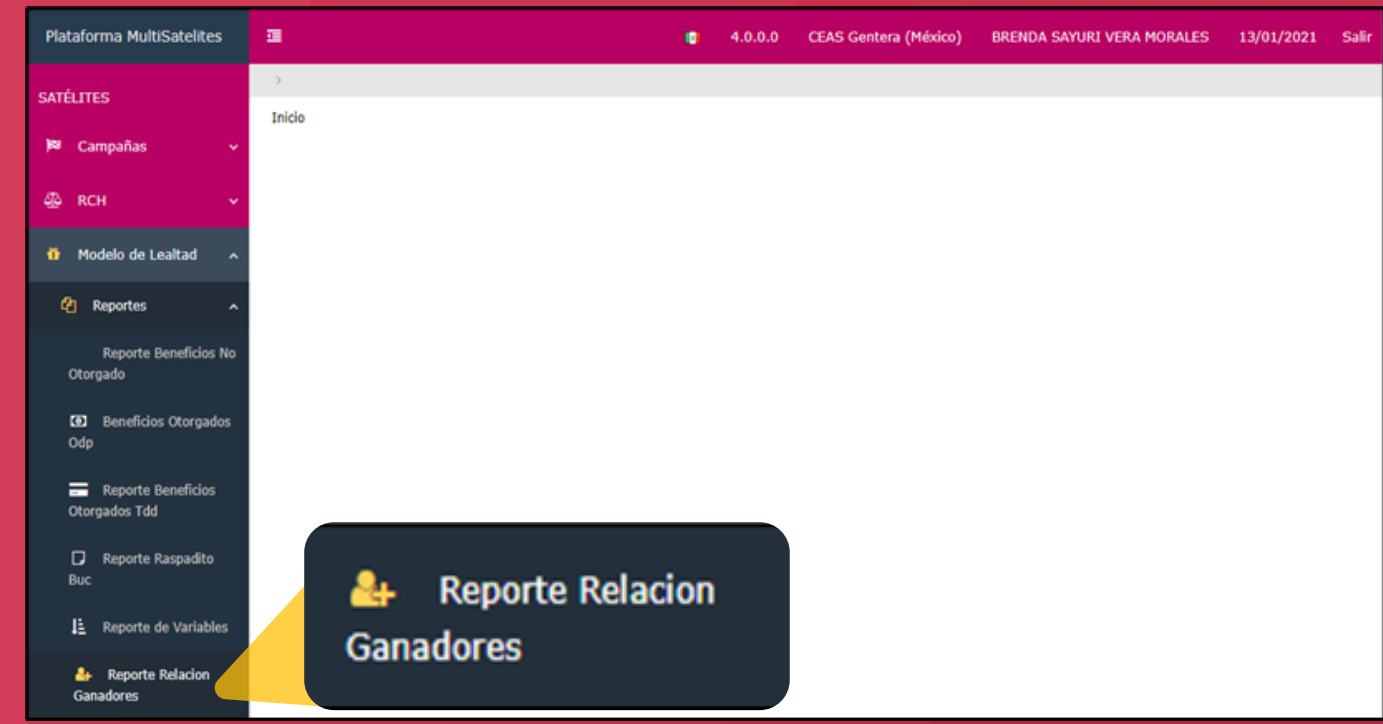 Plataforma MultiSatelites
4.0.0.0 CEAS Gentera (México) BRENDA SAYURI VERA MORALES 13/01/2021 Salir
SATÉLITES
Inicio
Campañas
RCH
Modelo de Lealtad
Reportes
Reporte Beneficios No
Otorgado
Beneficios Otorgados
Odp
Reporte Beneficios
Otorgados Tdd
Reporte Raspadito
Buc
Reporte de Variables
Reporte Relacion
Ganadores
Reporte Relacion
Ganadores